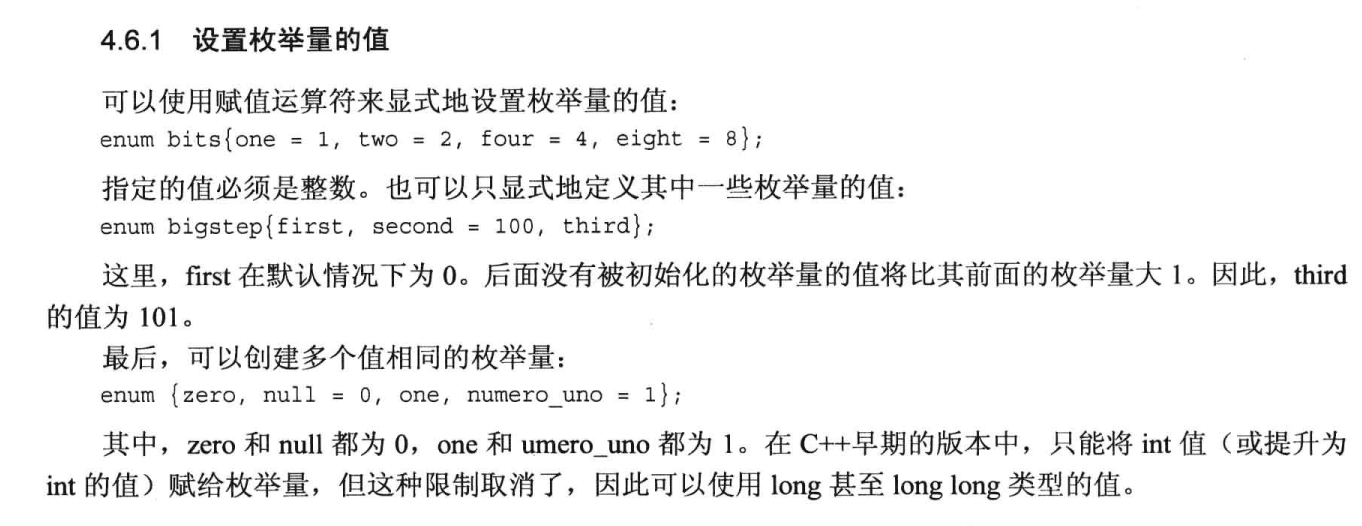 4.6.1 设置枚举量的值
可以使用赋值运算符来显式地设置枚举量的值：
enum bits{one = 1, two = 2, four = 4, eight = 8};
指定的值必须是整数。也可以只显式地定义其中一些枚举量的值：
enum bigstep{first, second = 100, third};
这里，first 在默认情况下为 0。后面没有被初始化的枚举量的值将比其前面的枚举量大 1。因此，third
的值为 101。
最后，可以创建多个值相同的枚举量：
enum {zero, null = 0, one, numero_uno = 1};
其中，zero 和 null 都为 0，one 和 umero_uno 都为 1。在 C++早期的版本中，只能将 int 值（或提升为
int 的值）赋给枚举量，但这种限制取消了，因此可以使用 long 甚至 long long 类型的值。